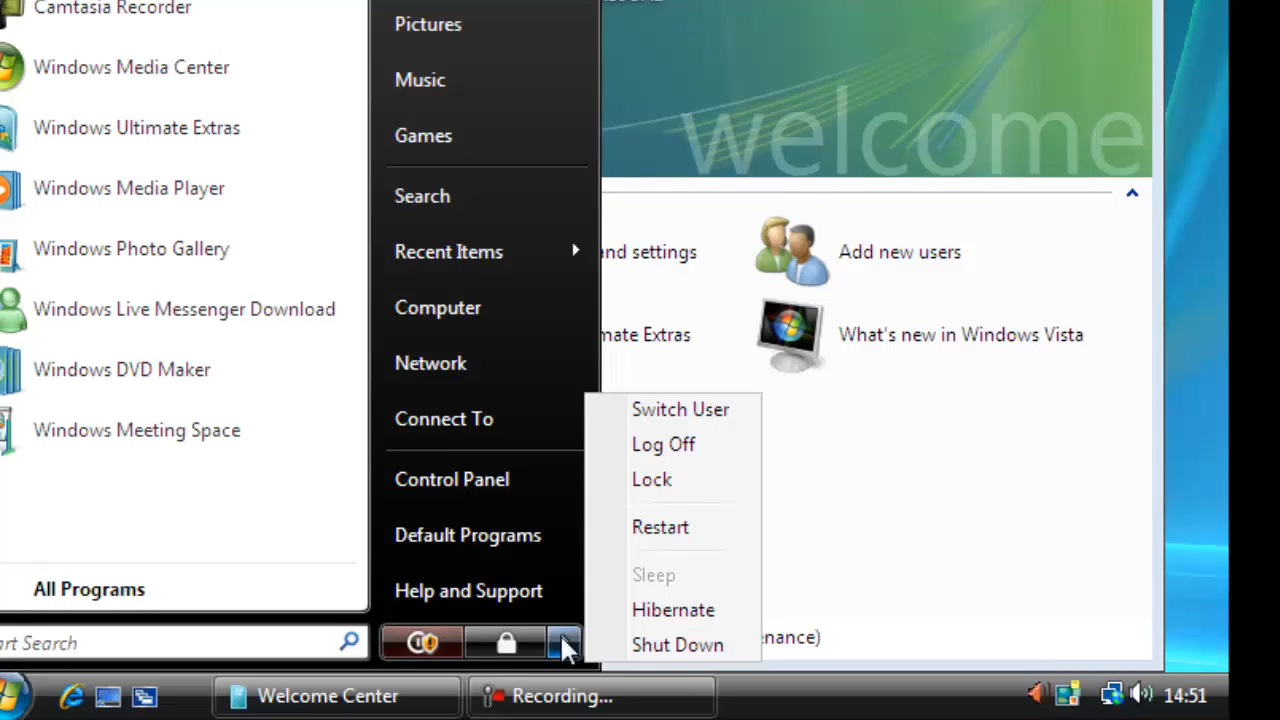 Camtasia Recorder
Windows Media Center
Windows Ultimate Extras
Windows Media Player
Windows Photo Gallery
Windows Live Messenger Download
Windows DVD Maker
Windows Meeting Space
All Programs
art Search
Pictures
Music
Games
Search
Recent Items
Computer
Network
Connect To
Control Panel
Default Programs
Help and Support
Switch User
Log Off
Lock
Restart
Sleep
Hibernate
Shut Down
welcome
and settings
Add new users
mate Extras
What's new in Windows Vista
enance)
Welcome Center
Recording...
14:51